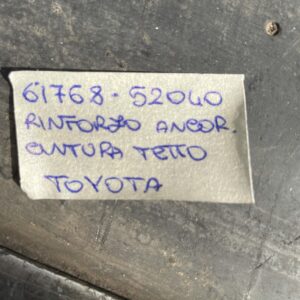 61768-52040
RINFORZO ANCOR.
CINTURA TETTO
TOYOTA